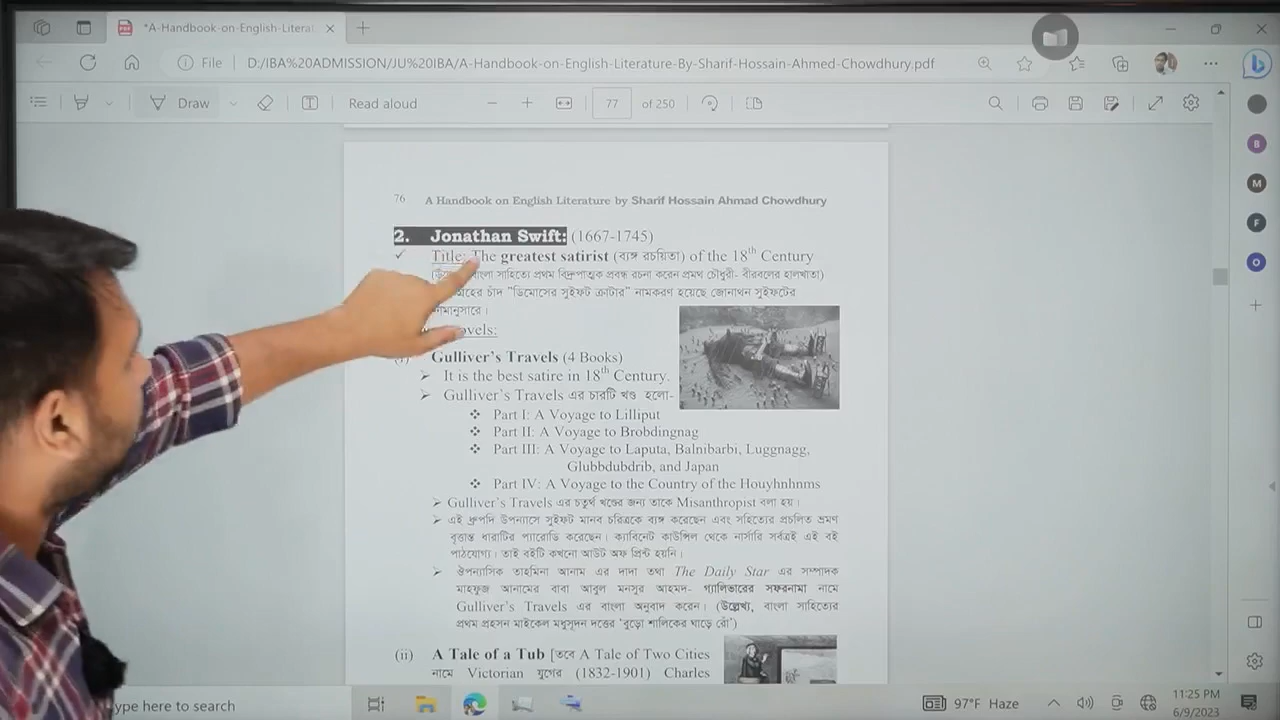 *A-Handbook-on-English-Litera
File D:/IBA%20ADMISSION/JU%20IBA/A-Handbook-on-English-Literature-By-Sharif-Hossain-Ahmed-Chowdhury.pdf
Draw
Read aloud
77 of 250
76 A Handbook on English Literature by Sharif Hossain Ahmad Chowdhury
2. Jonathan Swift: (1667-1745)
✓ Title: The greatest satirist (ব্যঙ্গ রচয়িতা) of the 18th Century
বাংলা সাহিত্যে প্রথম বিদ্রুপাত্মক প্রবন্ধ রচনা করেন প্রমথ চৌধুরী- বীরবলের হালখাতা)
চাঁদ "ডিমোসের সুইফট ক্রাটার" নামকরণ হয়েছে জোনাথন সুইফটের
নামানুসারে।
Gulliver's Travels (4 Books)
➢ It is the best satire in 18th Century.
➢ Gulliver's Travels এর চারটি খণ্ড হলো-
❖ Part I: A Voyage to Lilliput
❖ Part II: A Voyage to Brobdingnag
❖ Part III: A Voyage to Laputa, Balnibarbi, Luggnagg,
Glubbdubdrib, and Japan
❖ Part IV: A Voyage to the Country of the Houyhnhnms
➢ Gulliver's Travels এর চতুর্থ খণ্ডের জন্য তাকে Misanthropist বলা হয়।
➢ এই ধ্রুপদি উপন্যাসে সুইফট মানব চরিত্রকে ব্যঙ্গ করেছেন এবং সহিত্যের প্রচলিত ভ্রমণ
বৃত্তান্ত ধারাটির প্যারোডি করেছেন। ক্যাবিনেট কাউন্সিল থেকে নার্সারি সর্বত্রই এই বই
পাঠযোগ্য। তাই বইটি কখনো আউট অফ প্রিন্ট হয়নি।
➢ ঔপন্যাসিক তাহমিনা আনাম এর দাদা তথা The Daily Star এর সম্পাদক
মাহফুজ আনামের বাবা আবুল মনসুর আহমদ- গ্যালিভারের সফরনামা নামে
Gulliver's Travels এর বাংলা অনুবাদ করেন। (উল্লেখ্য, বাংলা সাহিত্যের
প্রথম প্রহসন মাইকেল মধুসূদন দত্তের 'বুড়ো শালিকের ঘাড়ে রোঁ')
(ii) A Tale of a Tub [তবে A Tale of Two Cities
নামে Victorian যুগের (1832-1901) Charles
B
M
F
O
ype here to search
97°F Haze
11:25 PM
6/9/2023